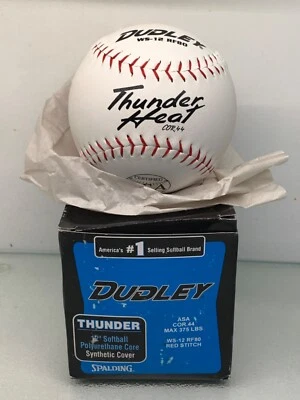 DUDLEY
WS-12 RF80
Thunder
Heat
COR.44
America's #1 Selling Softball Brand
DUDLEY
THUNDER
Softball
Polyurethane Core
Synthetic Cover
SPALDING
ASA
COR 44
MAX 375 LBS
WS-12 RF80
RED STITCH